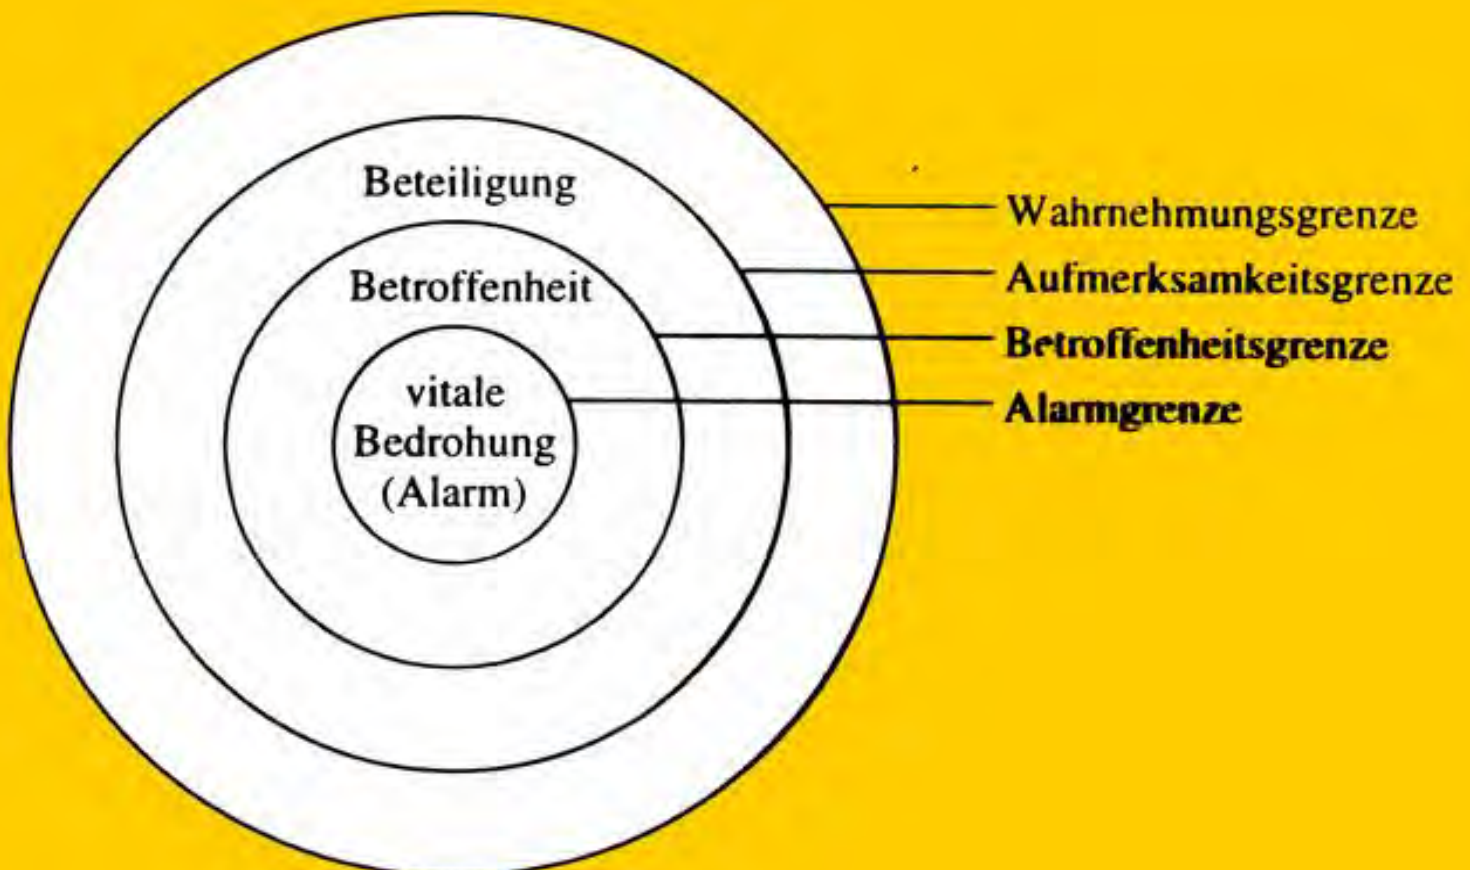 Beteiligung
Betroffenheit
vitale
Bedrohung
(Alarm)
Wahrnehmungsgrenze
Aufmerksamkeitsgrenze
Betroffenheitsgrenze
Alarmgrenze